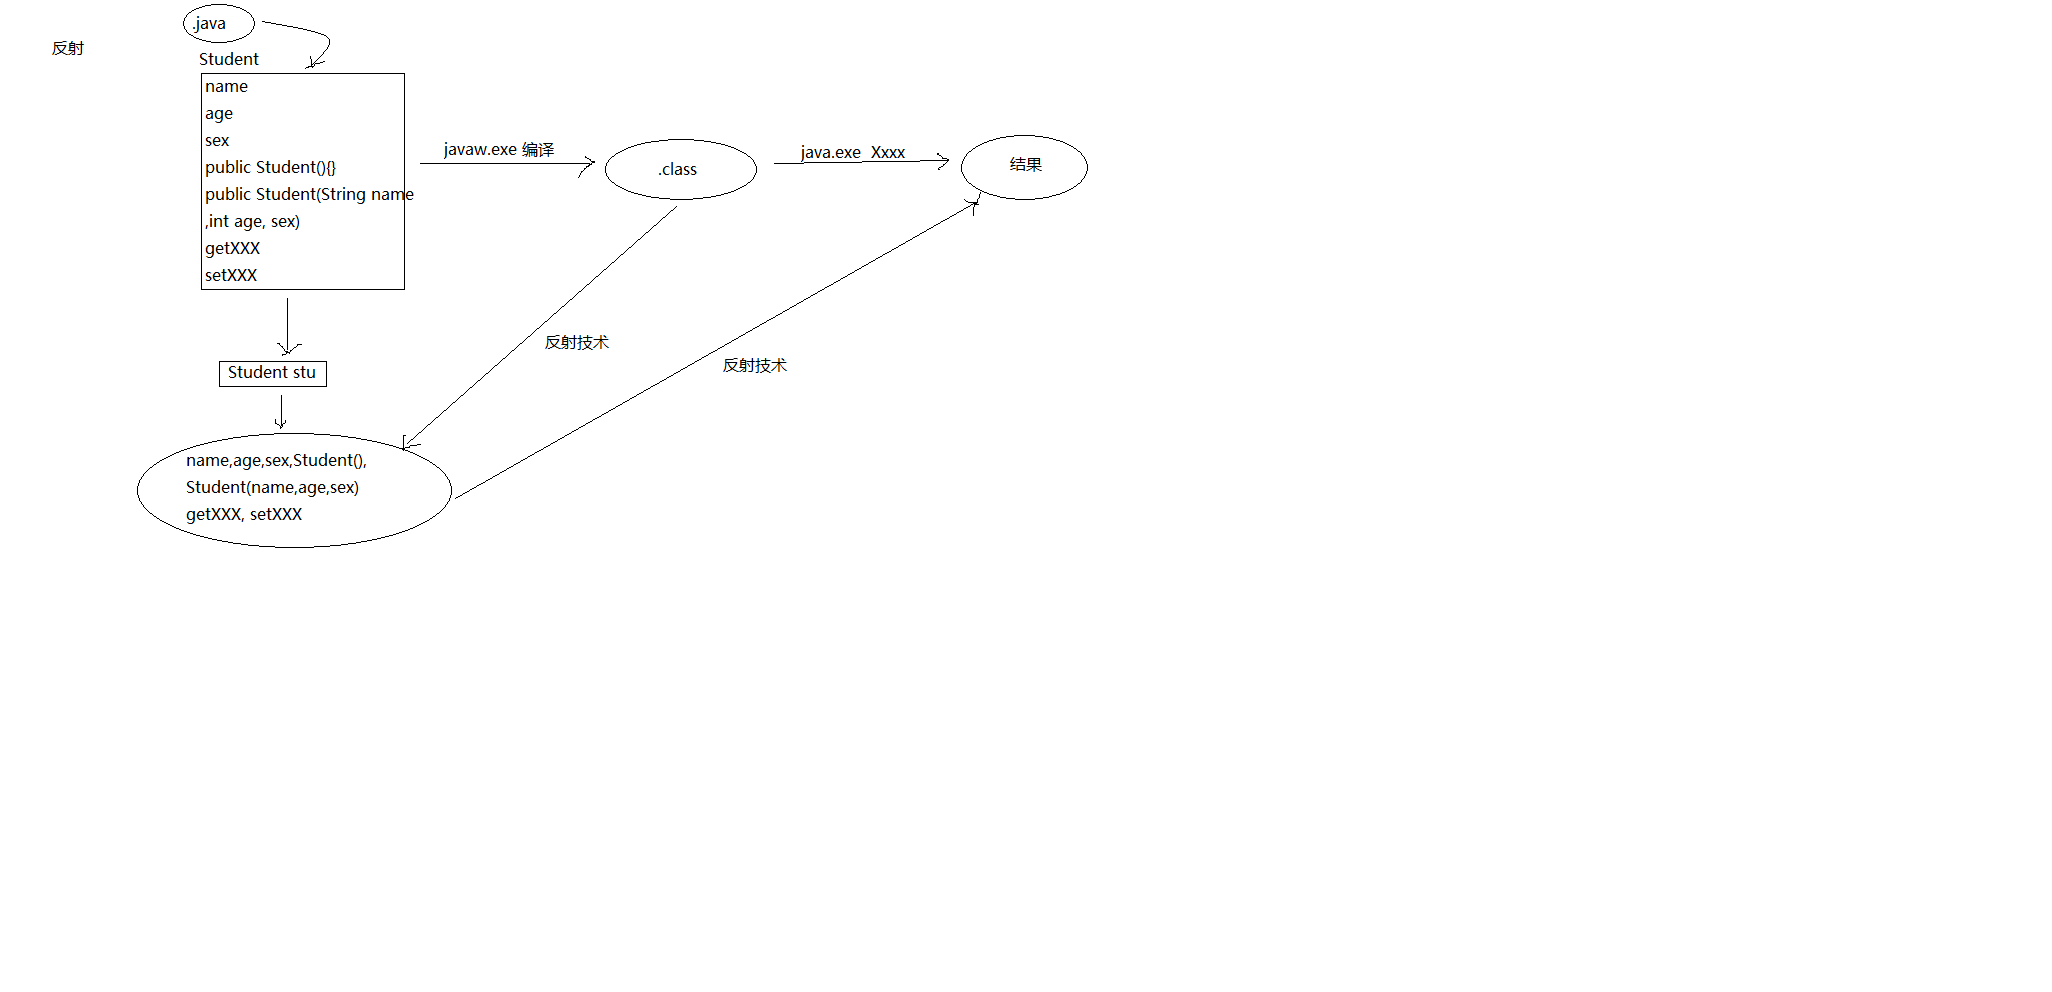 反射
.java
Student
name
age
sex
public Student(){}
public Student(String name
,int age, sex)
getXXX
setXXX
javaw.exe 编译
.class
java.exe  Xxxx
结果
反射技术
反射技术
Student stu
name,age,sex,Student(),
Student(name,age,sex)
getXXX, setXXX